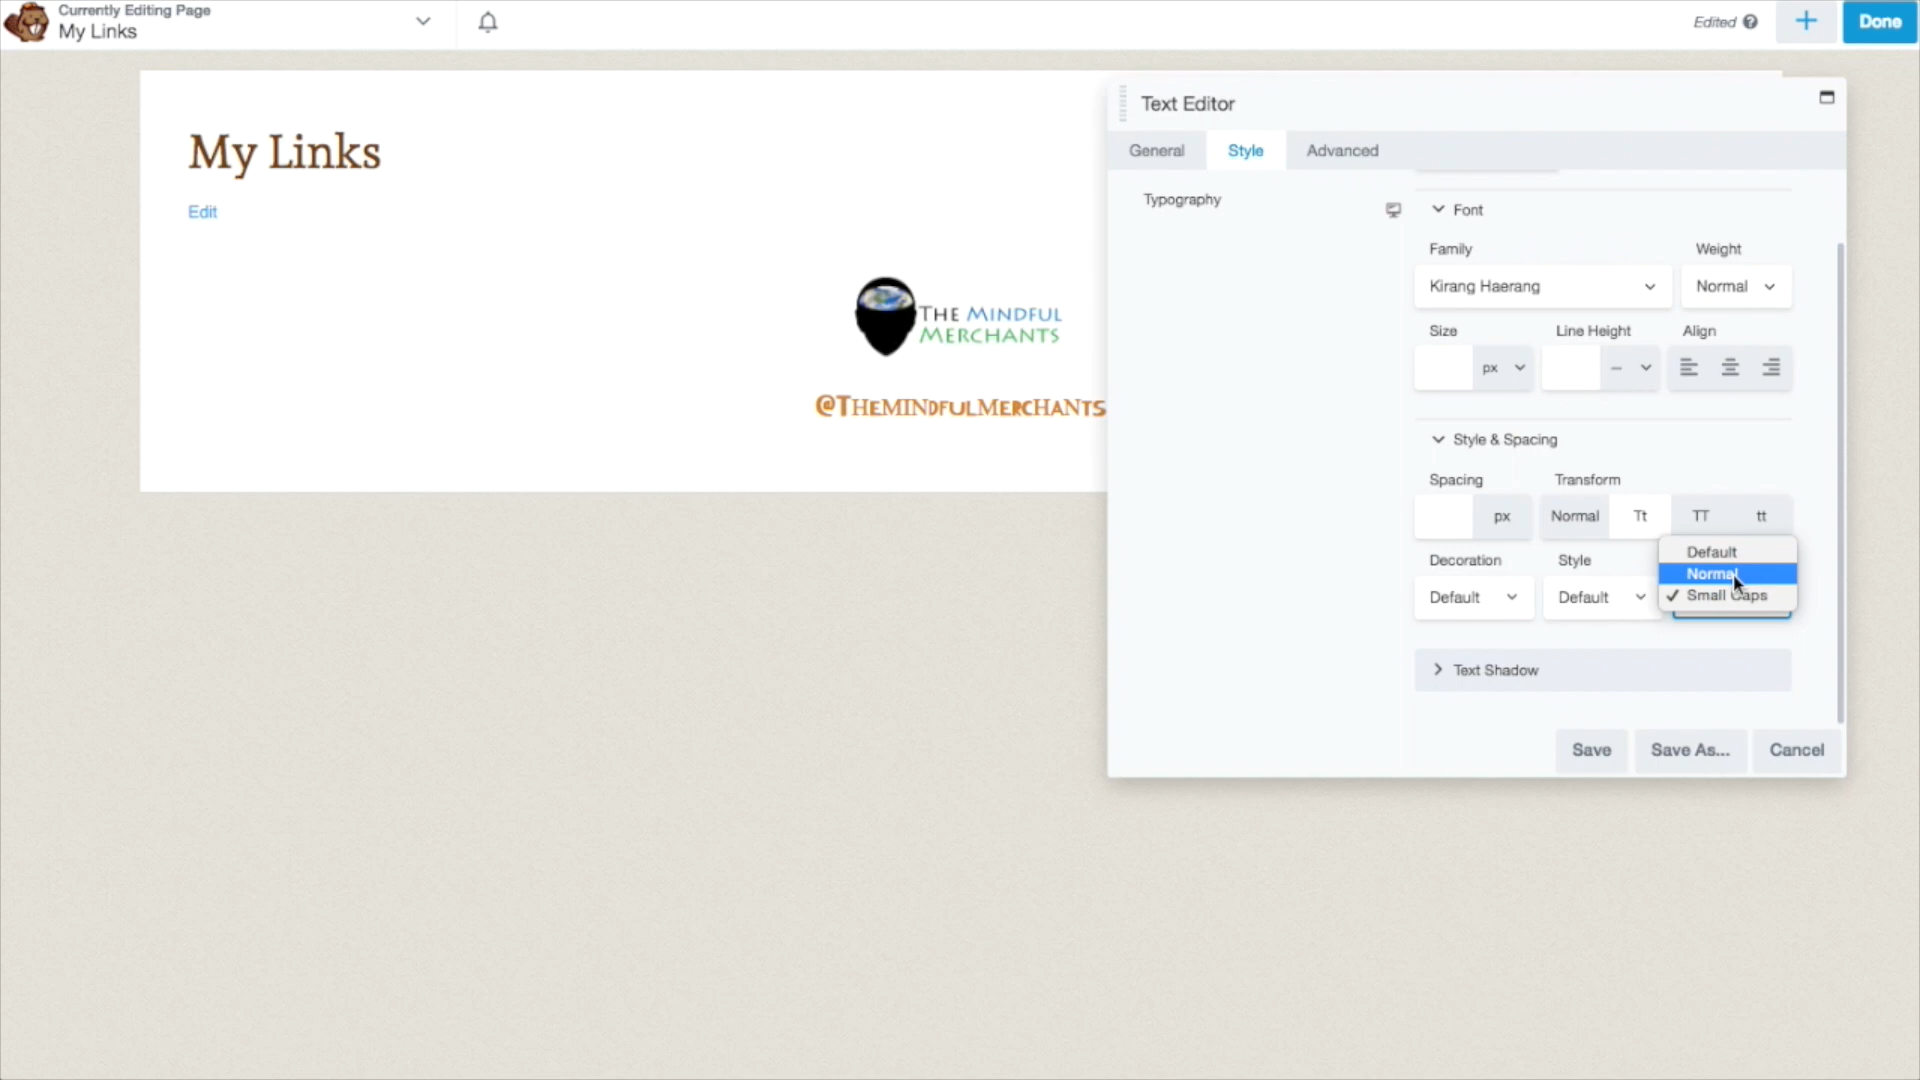 Currently Editing Page
My Links
Edited
+
Done
My Links
Edit
THE MINDFUL
MERCHANTS
@THEMINDFULMERCHANTS
Text Editor
General
Style
Advanced
Typography
Font
Family
Weight
Kirang Haerang
Normal
Size
Line Height
Align
px
--
Style & Spacing
Spacing
Transform
px
Normal
Tt
TT
tt
Decoration
Style
Default
Default
Default
Normal
✓ Small Caps
Text Shadow
Save
Save As...
Cancel